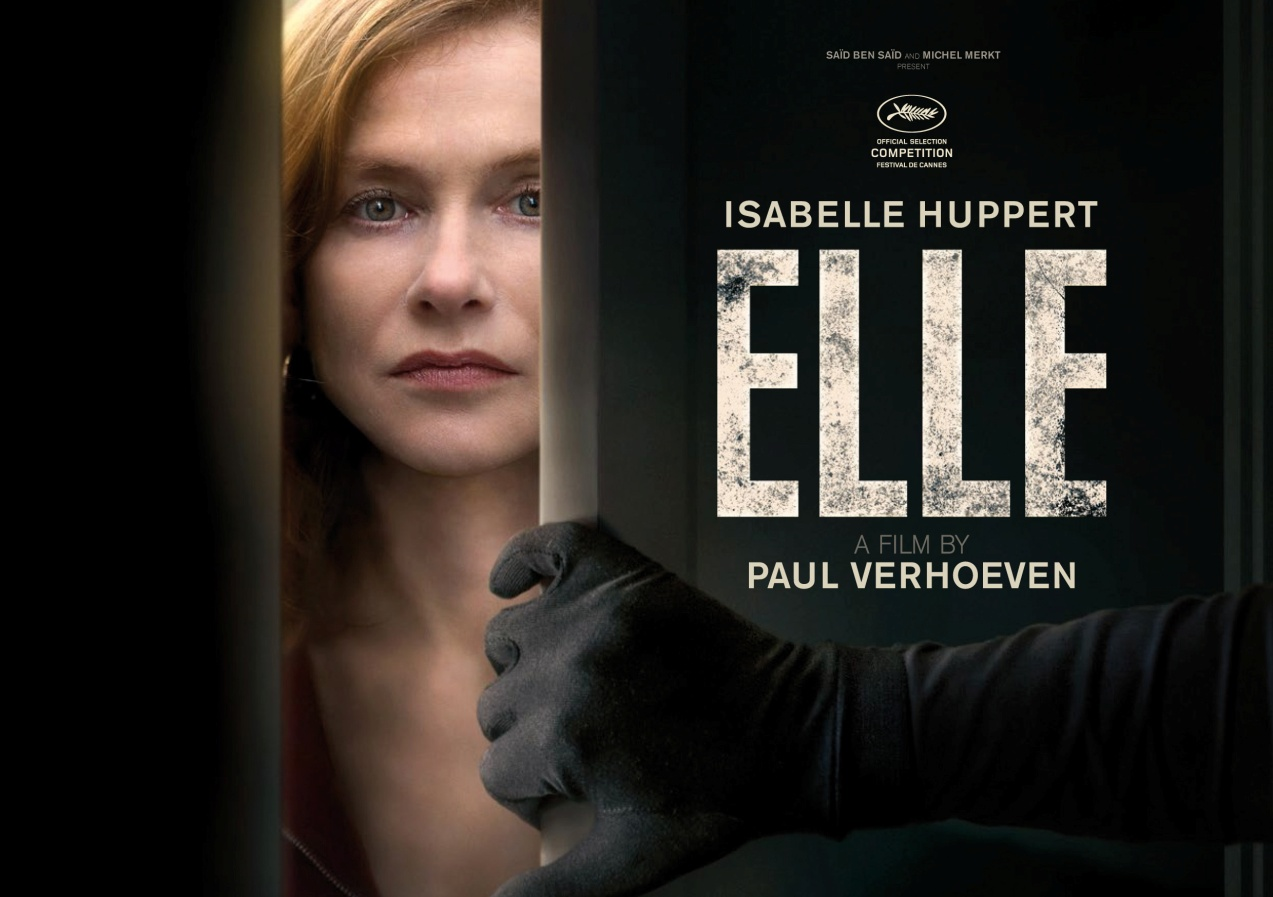 SAÏD BEN SAÏD AND MICHEL MERKT
PRESENT
OFFICIAL SELECTION
COMPETITION
FESTIVAL DE CANNES
ISABELLE HUPPERT
ELLE
A FILM BY
PAUL VERHOEVEN